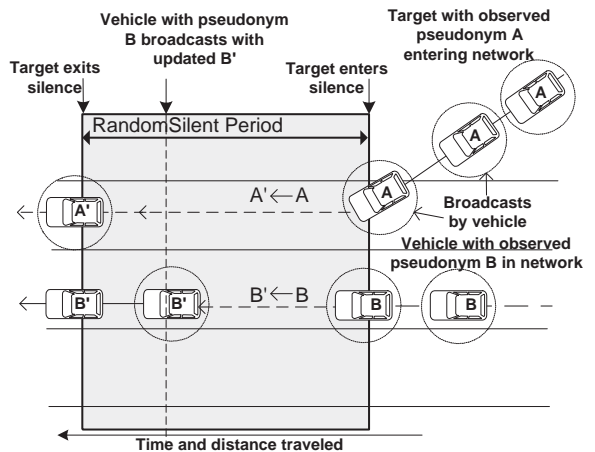 Vehicle with pseudonym
B broadcasts with
updated B'
Target with observed
pseudonym A
entering network
Target exits
silence
Target enters
silence
RandomSilent Period
A
A
A
A'
A'←A
Broadcasts
by vehicle
Vehicle with observed
pseudonym B in network
B'
B'
B'←B
B
B
Time and distance traveled